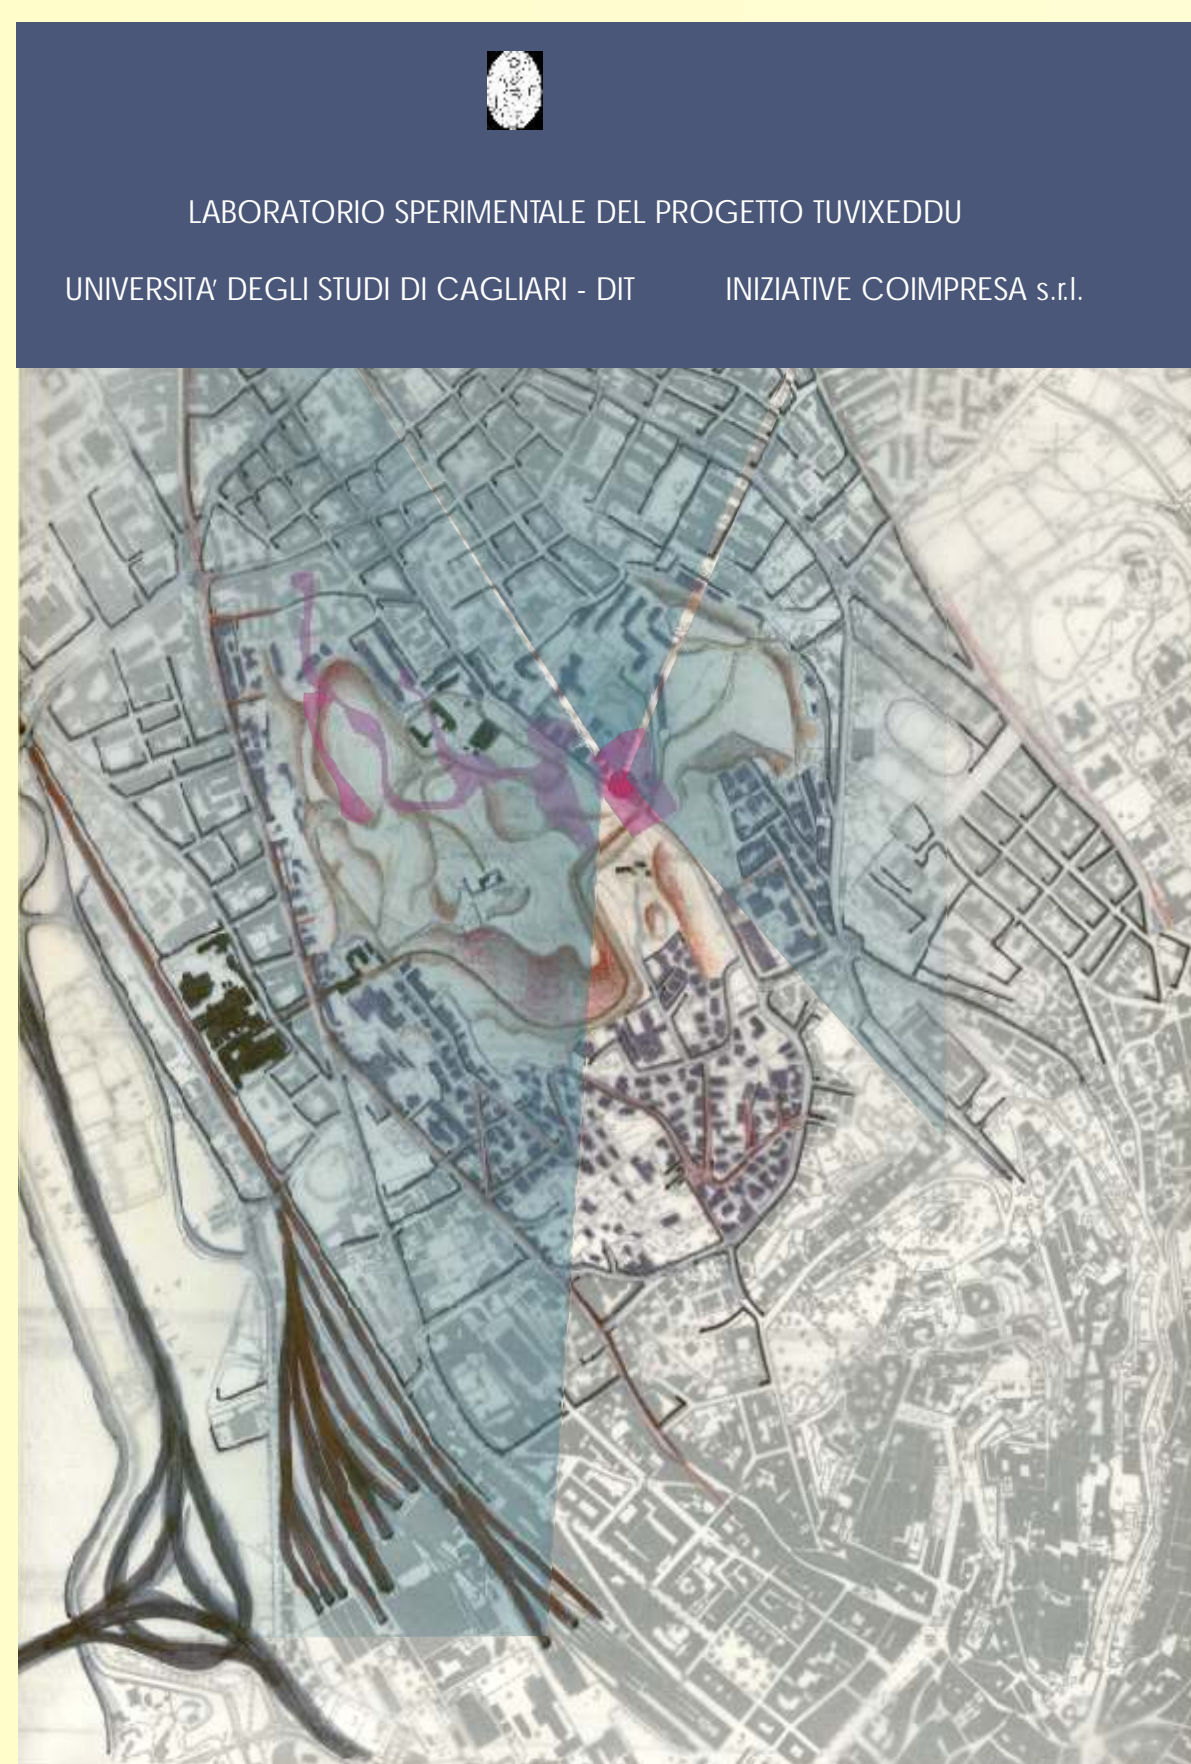 LABORATORIO SPERIMENTALE DEL PROGETTO TUVIXEDDU
UNIVERSITA' DEGLI STUDI DI CAGLIARI - DIT INIZIATIVE COIMPRESA s.r.l.